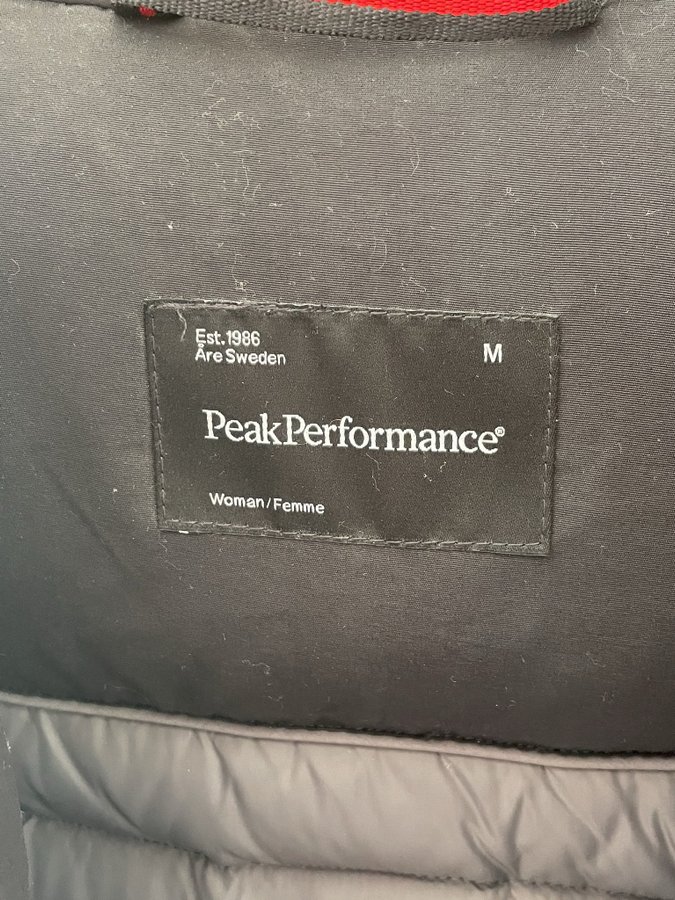 Est.1986
Åre Sweden
M
PeakPerformance®
Woman/Femme